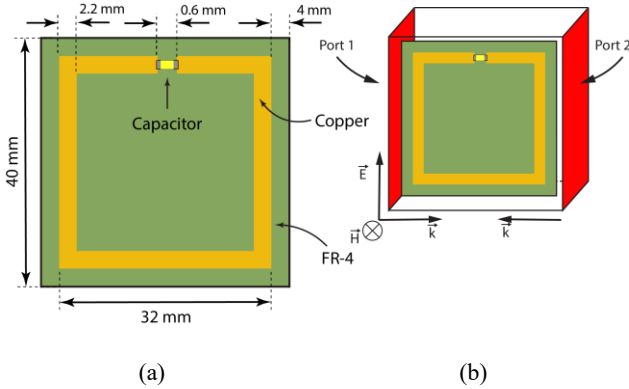 2.2 mm
0.6 mm
4 mm
Capacitor
Copper
40 mm
FR-4
32 mm
(a)
Port 1
Port 2
E
H
k
k
(b)